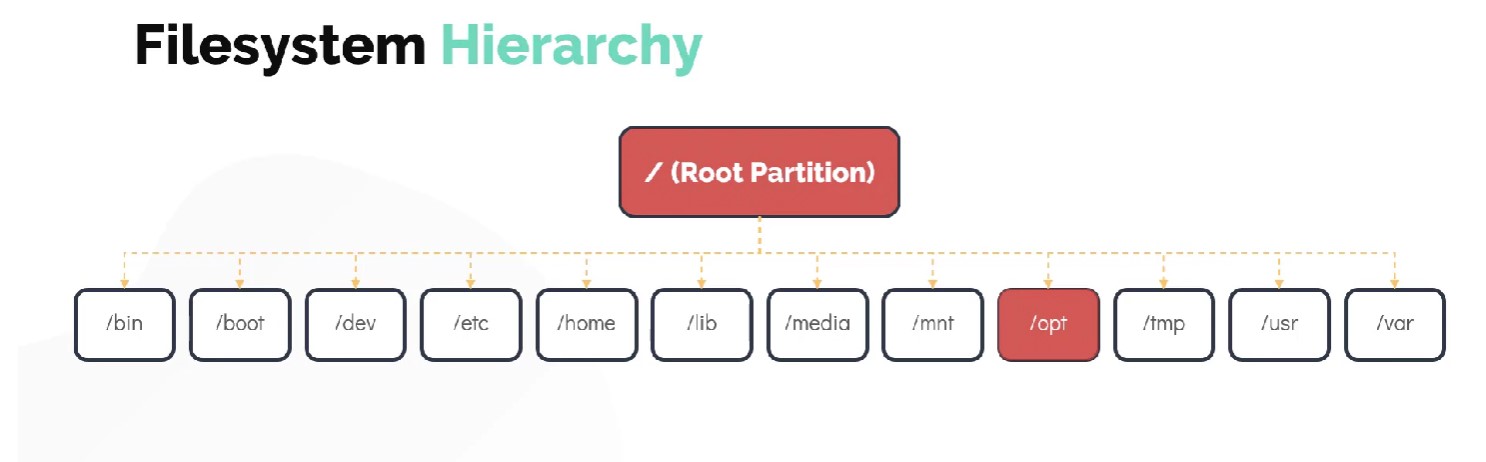 Filesystem Hierarchy
/ (Root Partition)
/bin /boot /dev /etc /home /lib /media /mnt /opt /tmp /usr /var